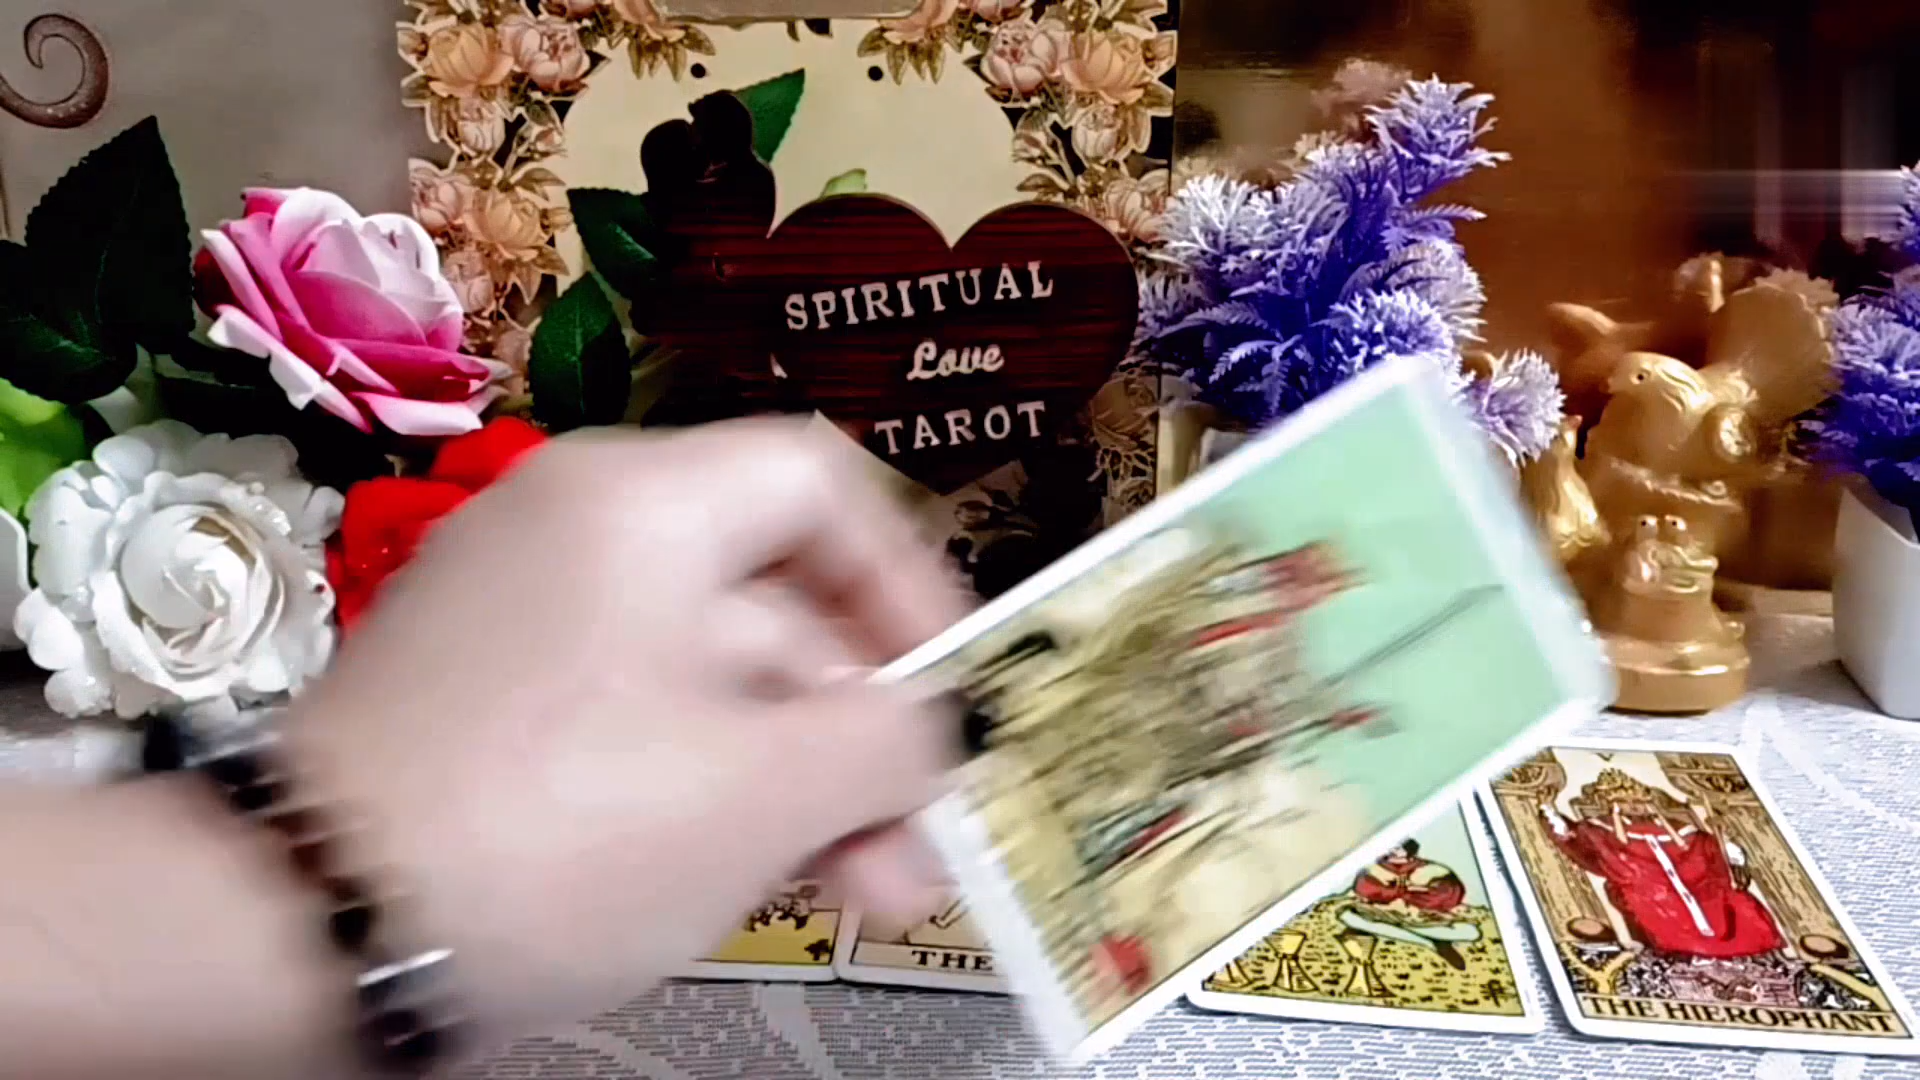 SPIRITUAL
Love
TAROT
THE
V
THE HIEROPHANT